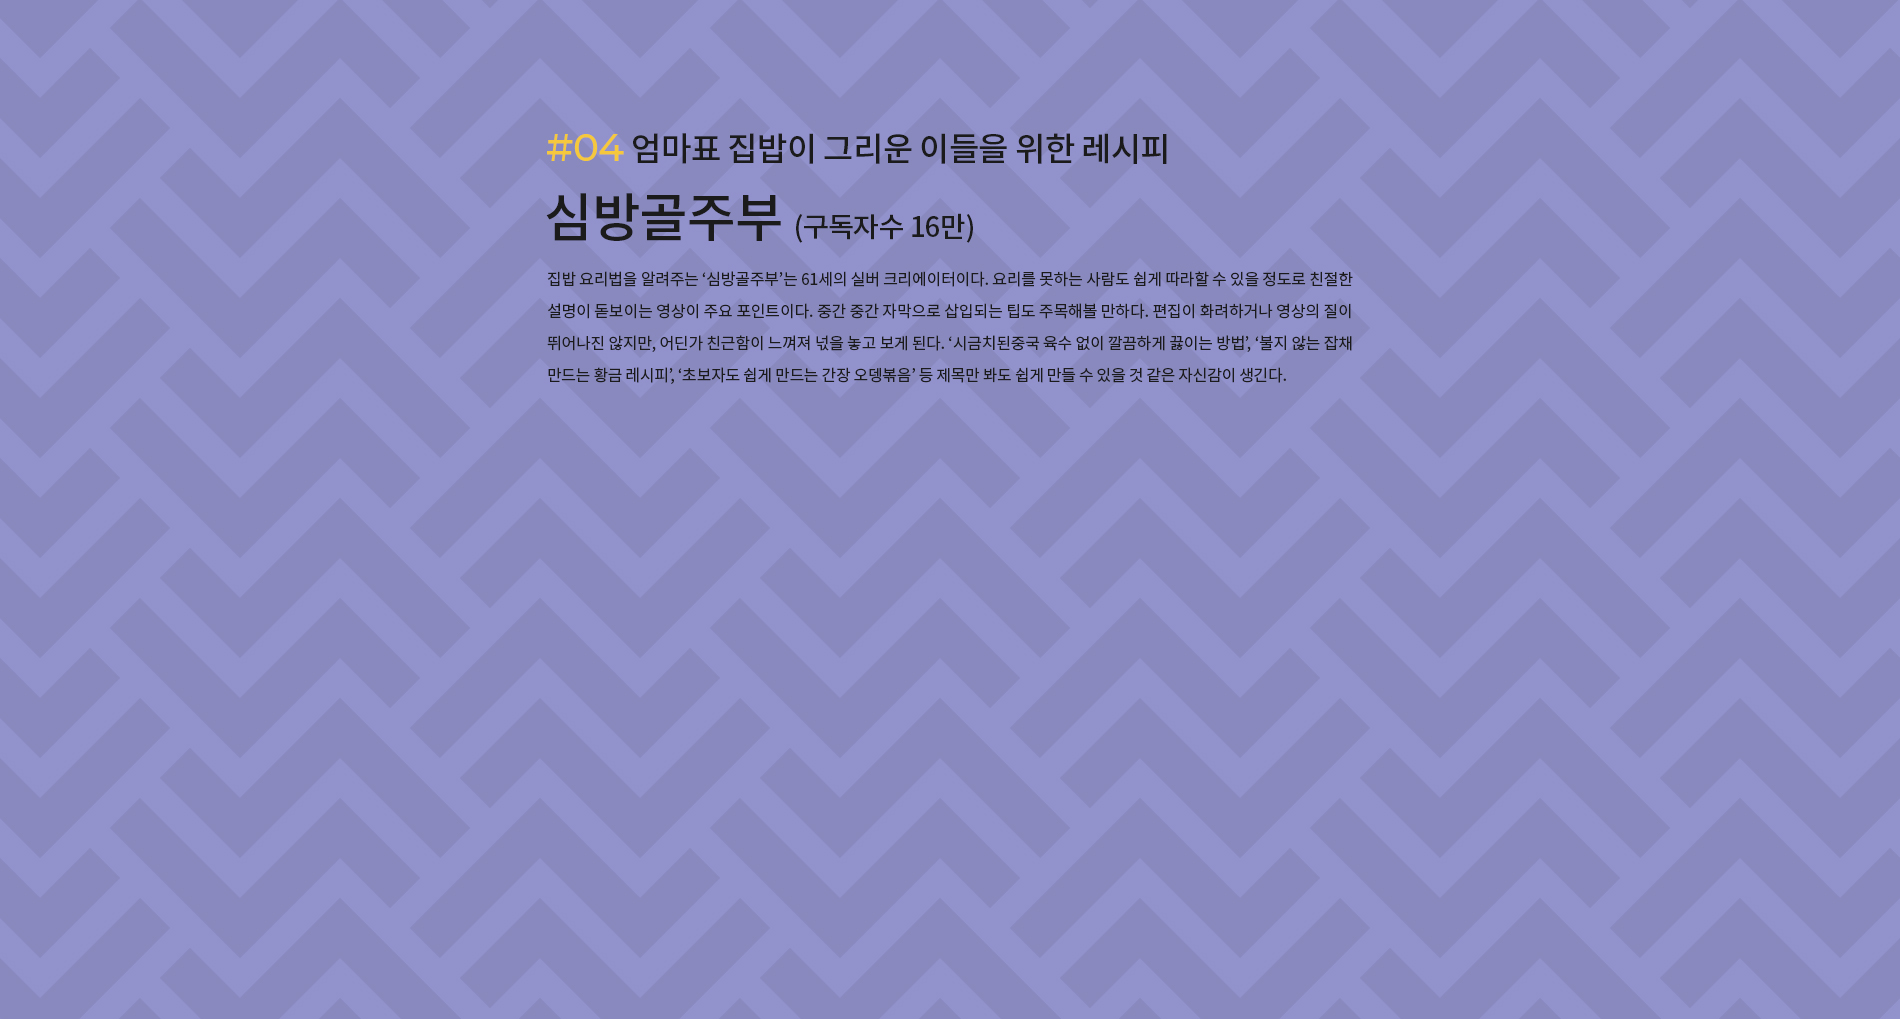 #04 엄마표 집밥이 그리운 이들을 위한 레시피
심방골주부 (구독자수 16만)
집밥 요리법을 알려주는 ‘심방골주부’는 61세의 실버 크리에이터이다. 요리를 못하는 사람도 쉽게 따라할 수 있을 정도로 친절한
설명이 돋보이는 영상이 주요 포인트이다. 중간 중간 자막으로 삽입되는 팁도 주목해볼 만하다. 편집이 화려하거나 영상의 질이
뛰어나진 않지만, 어딘가 친근함이 느껴져 넋을 놓고 보게 된다. ‘시금치된중국 육수 없이 깔끔하게 끓이는 방법’, ‘불지 않는 잡채
만드는 황금 레시피’, ‘초보자도 쉽게 만드는 간장 오뎅볶음’ 등 제목만 봐도 쉽게 만들 수 있을 것 같은 자신감이 생긴다.